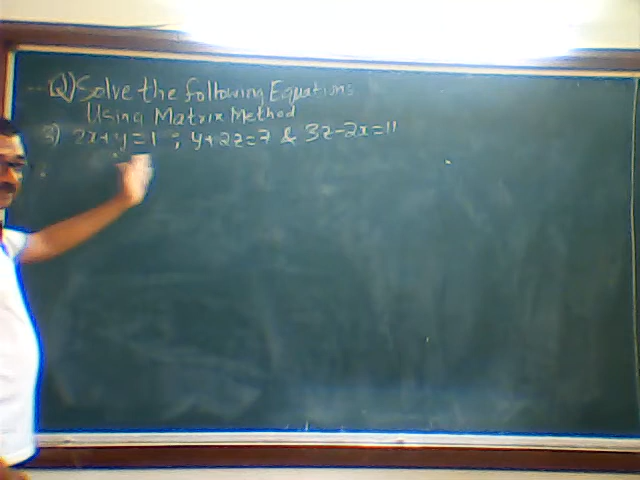 Q) Solve the following Equations
Using Matrix Method
3) 2x+y=1 ; y+2z=7 & 3z-2x=11